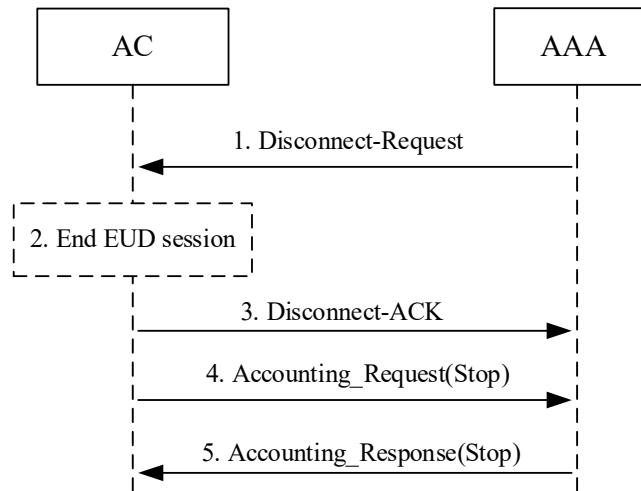 AC
AAA
1. Disconnect-Request
2. End EUD session
3. Disconnect-ACK
4. Accounting_Request(Stop)
5. Accounting_Response(Stop)